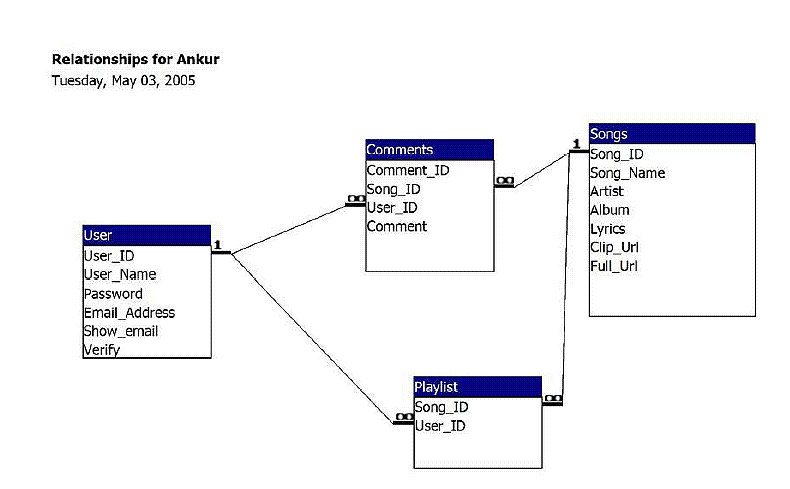 Relationships for Ankur
Tuesday, May 03, 2005
User
User_ID
User_Name
Password
Email_Address
Show_email
Verify
1
Comments
Comment_ID
Song_ID
User_ID
Comment
∞
∞
Songs
Song_ID
Song_Name
Artist
Album
Lyrics
Clip_Url
Full_Url
1
Playlist
Song_ID
User_ID
∞
∞